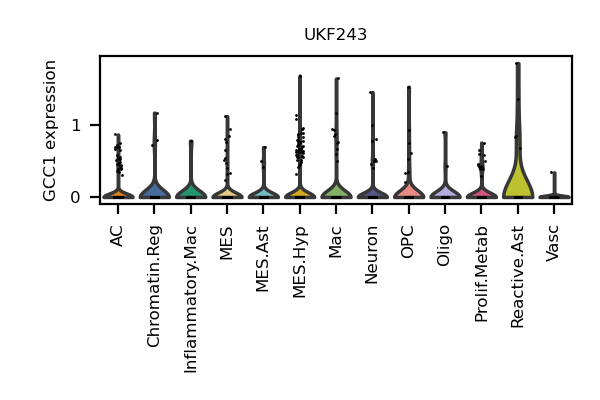 UKF243
GCC1 expression
1
0
AC
Chromatin.Reg
Inflammatory.Mac
MES
MES.Ast
MES.Hyp
Mac
Neuron
OPC
Oligo
Prolif.Metab
Reactive.Ast
Vasc